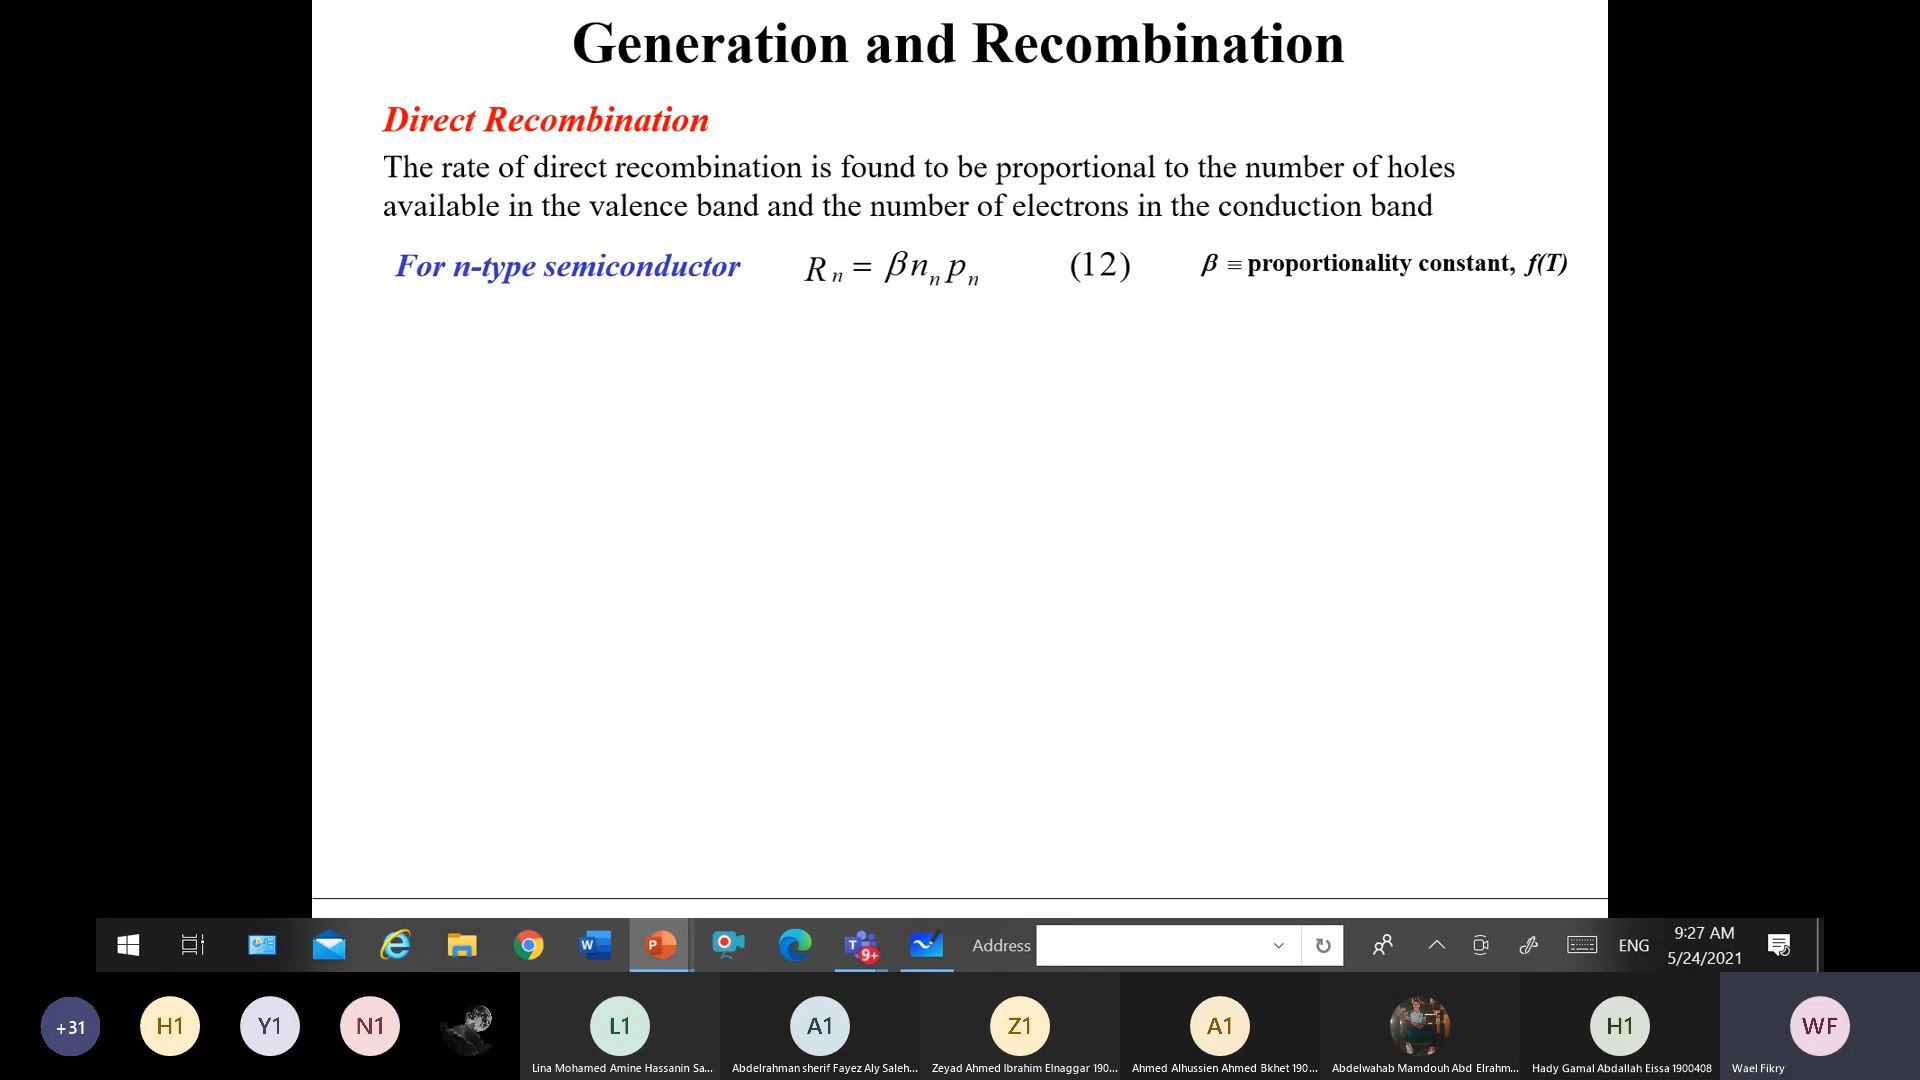 Generation and Recombination
Direct Recombination
The rate of direct recombination is found to be proportional to the number of holes
available in the valence band and the number of electrons in the conduction band
For n-type semiconductor R_n = β n_n p_n (12) β ≡ proportionality constant, f(T)
Address
ENG
9:27 AM
5/24/2021
9+
+31
H1
Y1
N1
L1
A1
Z1
A1
H1
WF
Lina Mohamed Amine Hassanin Sa...
Abdelrahman sherif Fayez Aly Saleh...
Zeyad Ahmed Ibrahim Elnaggar 190...
Ahmed Alhussien Ahmed Bkhet 190...
Abdelwahab Mamdouh Abd Elrahm...
Hady Gamal Abdallah Eissa 1900408
Wael Fikry